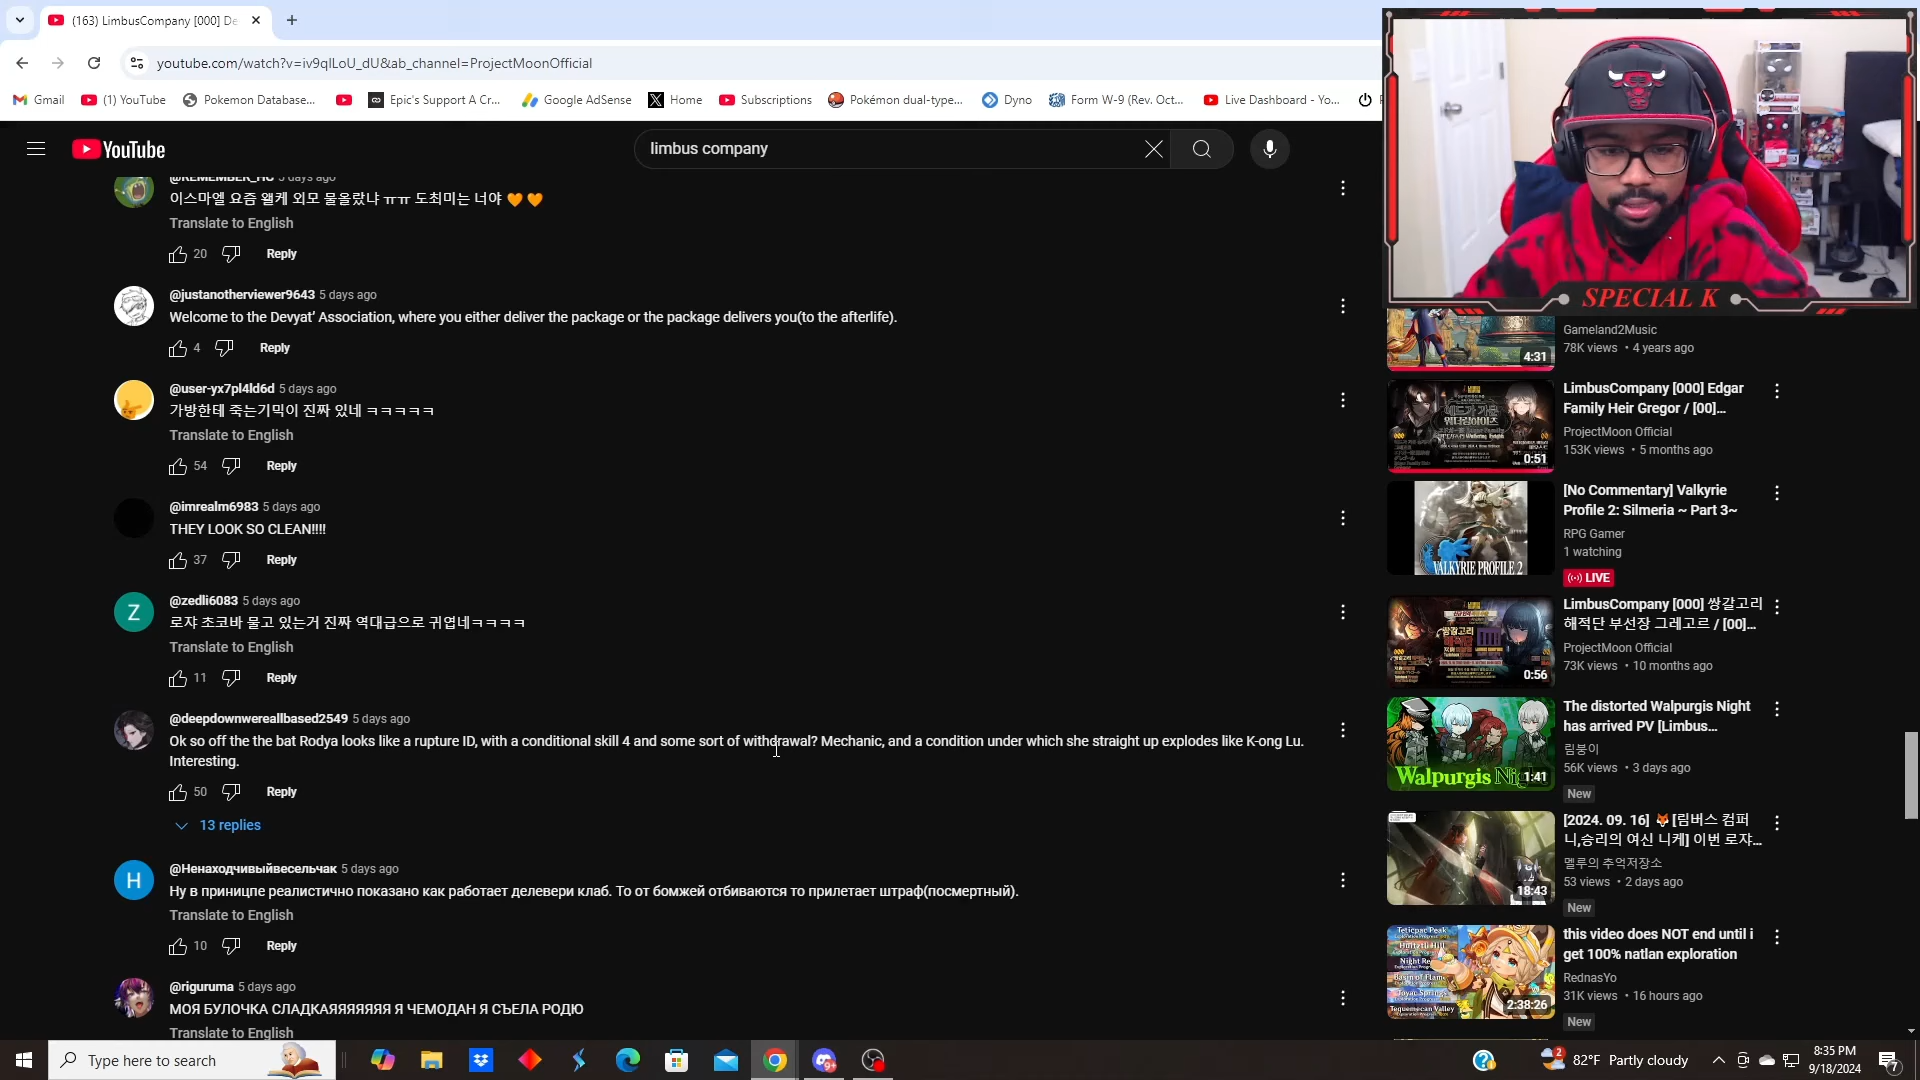 (163) LimbusCompany [000] De
youtube.com/watch?v=iv9qlLoU_dU&ab_channel=ProjectMoonOfficial
Gmail
(1) YouTube
Pokemon Database...
Epic's Support A Cr...
Google AdSense
Home
Subscriptions
Pokémon dual-type...
Dyno
Form W-9 (Rev. Oct...
Live Dashboard - Yo...
YouTube
limbus company
@REMEMBER_HC 5 days ago
이스마엘 요즘 왤케 외모 물올랐냐 ㅠㅠ 도최미는 너야 🧡 🧡
Translate to English
20
Reply
@justanotherviewer9643 5 days ago
Welcome to the Devyat’ Association, where you either deliver the package or the package delivers you(to the afterlife).
4
Reply
@user-yx7pl4ld6d 5 days ago
가방한테 죽는기믹이 진짜 있네 ㅋㅋㅋㅋㅋ
Translate to English
54
Reply
@imrealm6983 5 days ago
THEY LOOK SO CLEAN!!!!
37
Reply
Z
@zedli6083 5 days ago
로쟈 초코바 물고 있는거 진짜 역대급으로 귀엽네ㅋㅋㅋㅋ
Translate to English
11
Reply
@deepdownwereallbased2549 5 days ago
Ok so off the the bat Rodya looks like a rupture ID, with a conditional skill 4 and some sort of withdrawal? Mechanic, and a condition under which she straight up explodes like K-ong Lu.
Interesting.
50
Reply
13 replies
Н
@Ненаходчивыйвесельчак 5 days ago
Ну в приниципе реалистично показано как работает делевери клаб. То от бомжей отбиваются то прилетает штраф(посмертный).
Translate to English
10
Reply
@riguruma 5 days ago
МОЯ БУЛОЧКА СЛАДКАЯЯЯЯЯЯЯ Я ЧЕМОДАН Я СЪЕЛА РОДЮ
Translate to English
SPECIAL K
4:31
Gameland2Music
78K views • 4 years ago
0:51
LimbusCompany [000] Edgar
Family Heir Gregor / [00]...
ProjectMoon Official
153K views • 5 months ago
VALKYRIE PROFILE 2
[No Commentary] Valkyrie
Profile 2: Silmeria ~ Part 3~
RPG Gamer
1 watching
LIVE
0:56
LimbusCompany [000] 쌍갈고리
해적단 부선장 그레고르 / [00]...
ProjectMoon Official
73K views • 10 months ago
Walpurgis Nig
1:41
The distorted Walpurgis Night
has arrived PV [Limbus...
림붕이
56K views • 3 days ago
New
18:43
[2024. 09. 16] 🦊[림버스 컴퍼
니,승리의 여신 니케] 이번 로쟈...
멜루의 추억저장소
53 views • 2 days ago
New
Teticpac Peak
Basin of Flam
Toyac Springs
Tequemecan Valley
2:38:26
this video does NOT end until i
get 100% natlan exploration
RednasYo
31K views • 16 hours ago
New
Type here to search
9+
2
82°F Partly cloudy
8:35 PM
9/18/2024
7